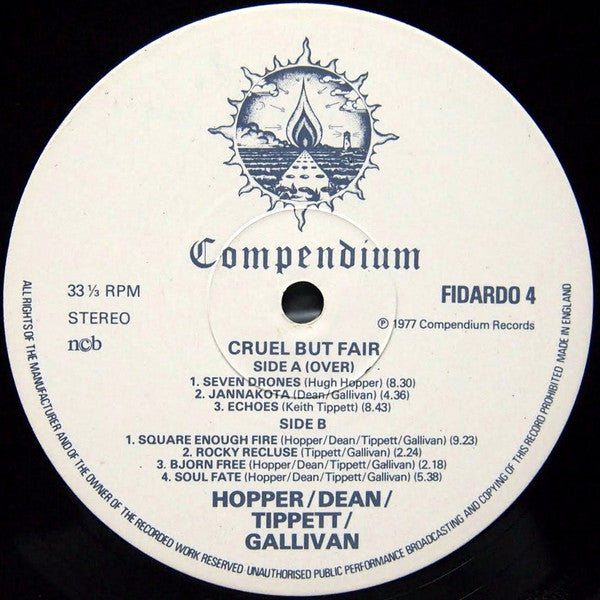 Compendium
33 ⅓ RPM
FIDARDO 4
STEREO
℗ 1977 Compendium Records
ncb
CRUEL BUT FAIR
SIDE A (OVER)
1. SEVEN DRONES (Hugh Hopper) (8.30)
2. JANNAKOTA (Dean/Gallivan) (4.36)
3. ECHOES (Keith Tippett) (8.43)
SIDE B
1. SQUARE ENOUGH FIRE (Hopper/Dean/Tippett/Gallivan) (9.23)
2. ROCKY RECLUSE (Tippett/Gallivan) (2.24)
3. BJORN FREE (Hopper/Dean/Tippett/Gallivan) (2.18)
4. SOUL FATE (Hopper/Dean/Tippett/Gallivan) (5.38)
HOPPER/DEAN/
TIPPETT/
GALLIVAN
ALL RIGHTS OF THE MANUFACTURER AND OF THE OWNER OF THE RECORDED WORK RESERVED · UNAUTHORISED PUBLIC PERFORMANCE BROADCASTING AND COPYING OF THIS RECORD PROHIBITED MADE IN ENGLAND